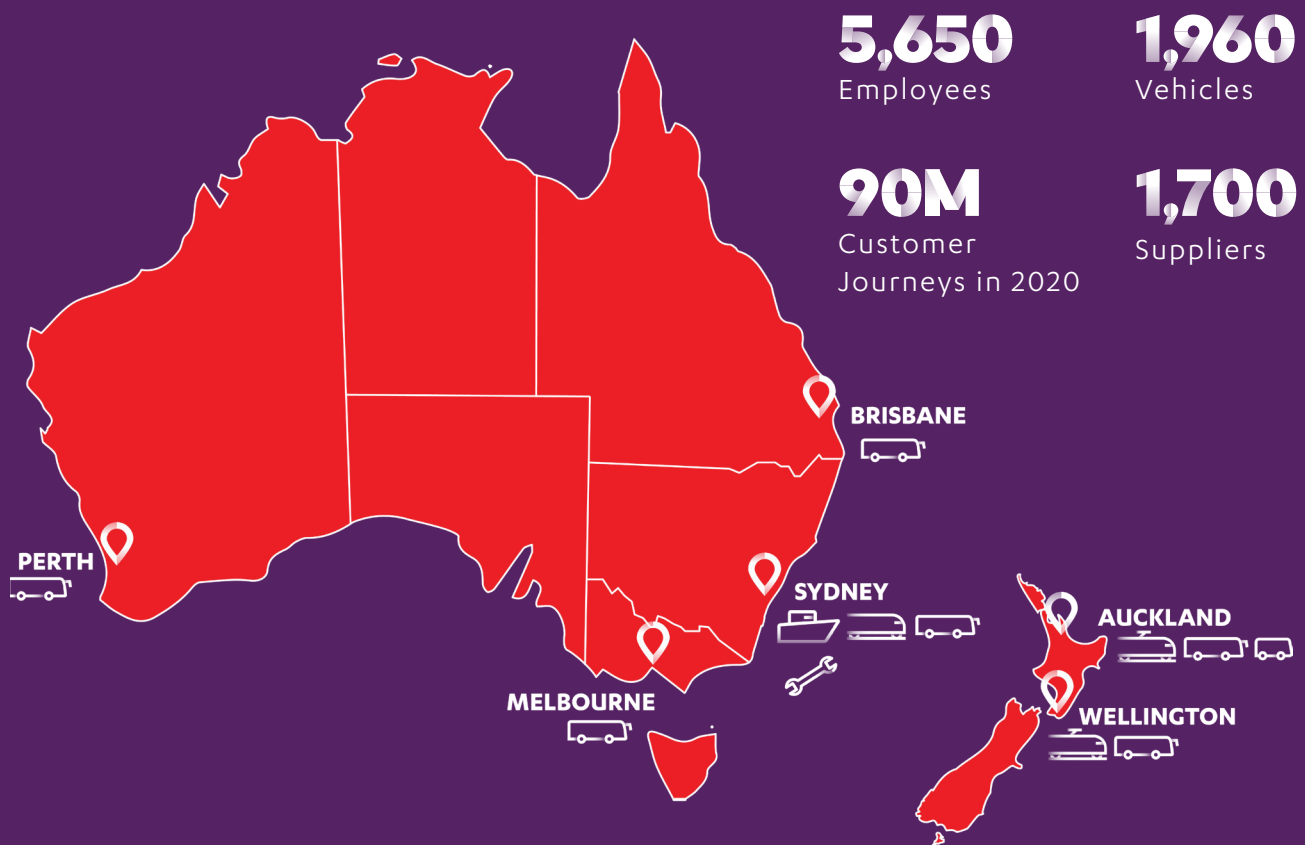 5,650
Employees
1,960
Vehicles
90M
Customer
Journeys in 2020
1,700
Suppliers
BRISBANE
PERTH
SYDNEY
AUCKLAND
MELBOURNE
WELLINGTON